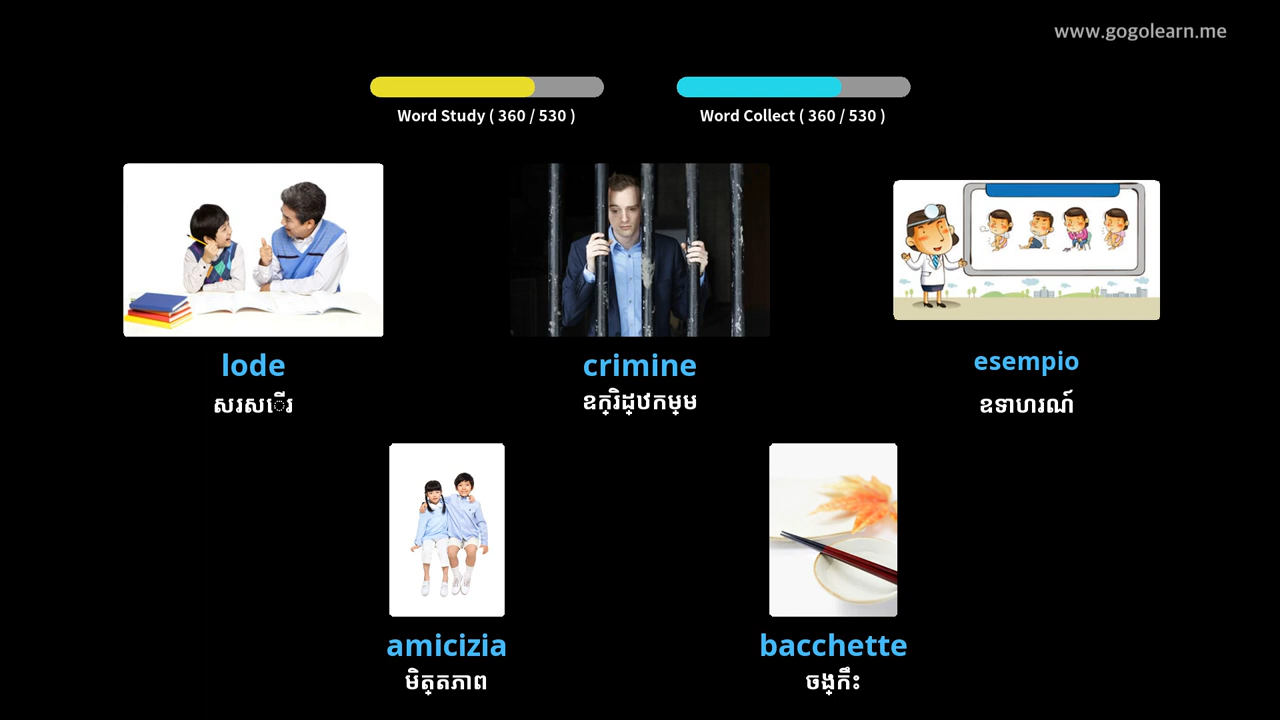 www.gogolearn.me
Word Study ( 360 / 530 )
Word Collect ( 360 / 530 )
lode
crimine
esempio
សរសើរ
ឧក្រិដ្ឋកម្ម
ឧទាហរណ៍
amicizia
bacchette
មិត្តភាព
ចង្កឹះ